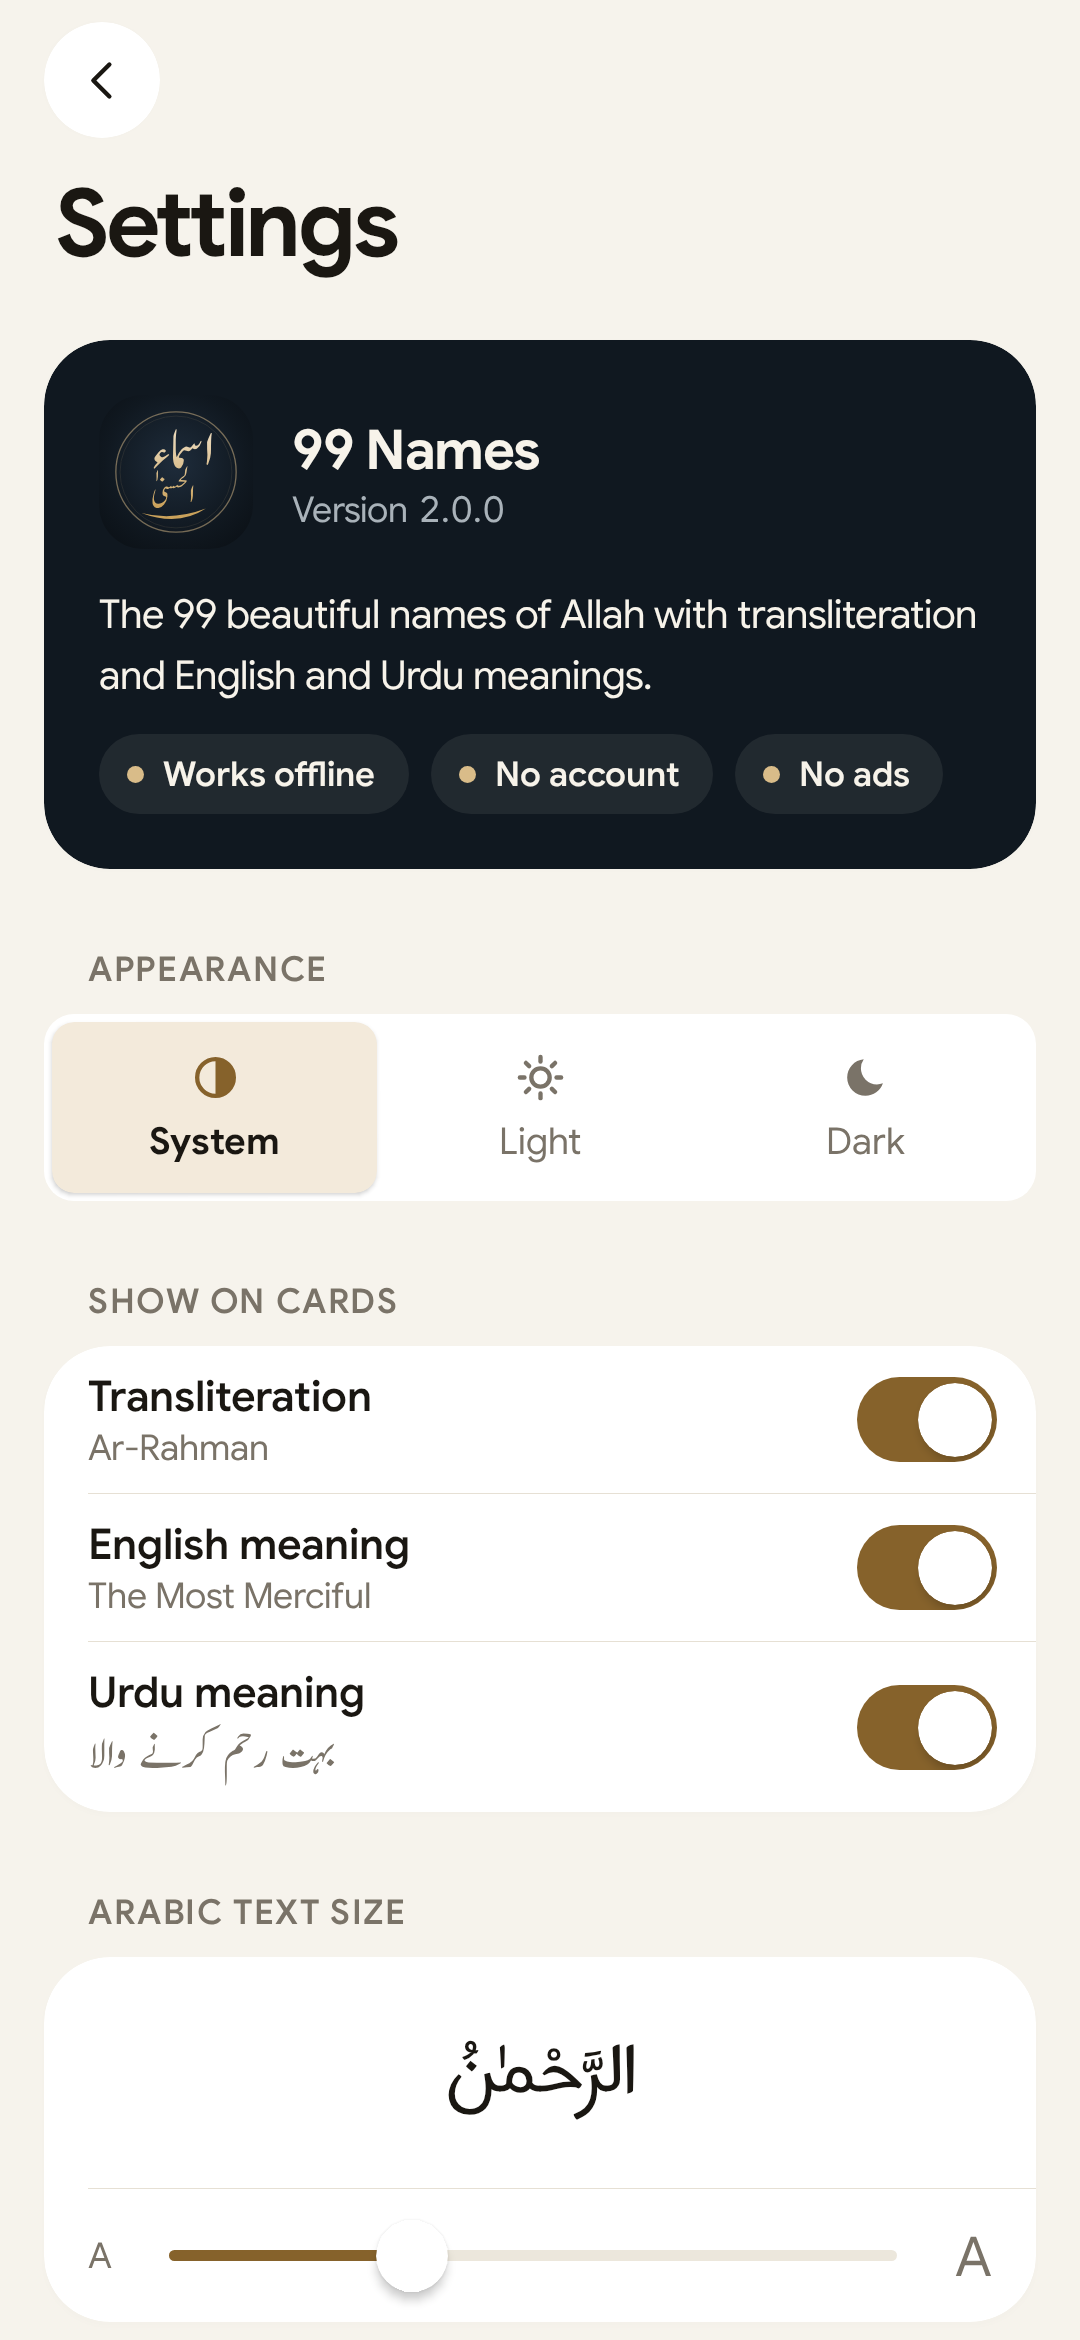 Settings
اسماء
الحسنىٰ
99 Names
Version 2.0.0
The 99 beautiful names of Allah with transliteration
and English and Urdu meanings.
Works offline
No account
No ads
APPEARANCE
System
Light
Dark
SHOW ON CARDS
Transliteration
Ar-Rahman
English meaning
The Most Merciful
Urdu meaning
بہت رحم کرنے والا
ARABIC TEXT SIZE
الرَّحْمٰنُ
A
A